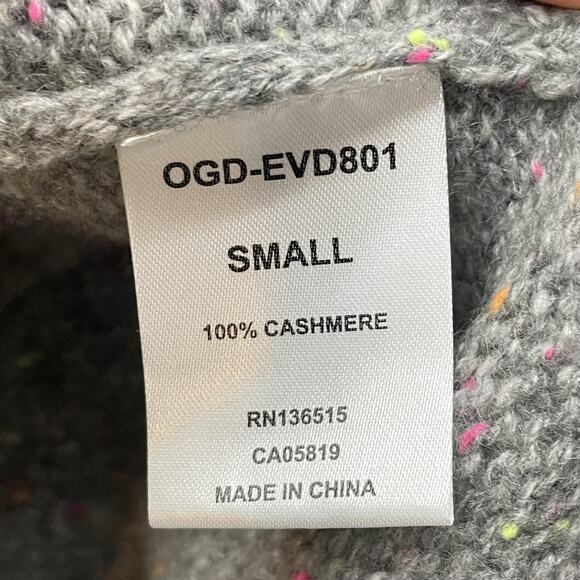 OGD-EVD801
SMALL
100% CASHMERE
RN136515
CA05819
MADE IN CHINA